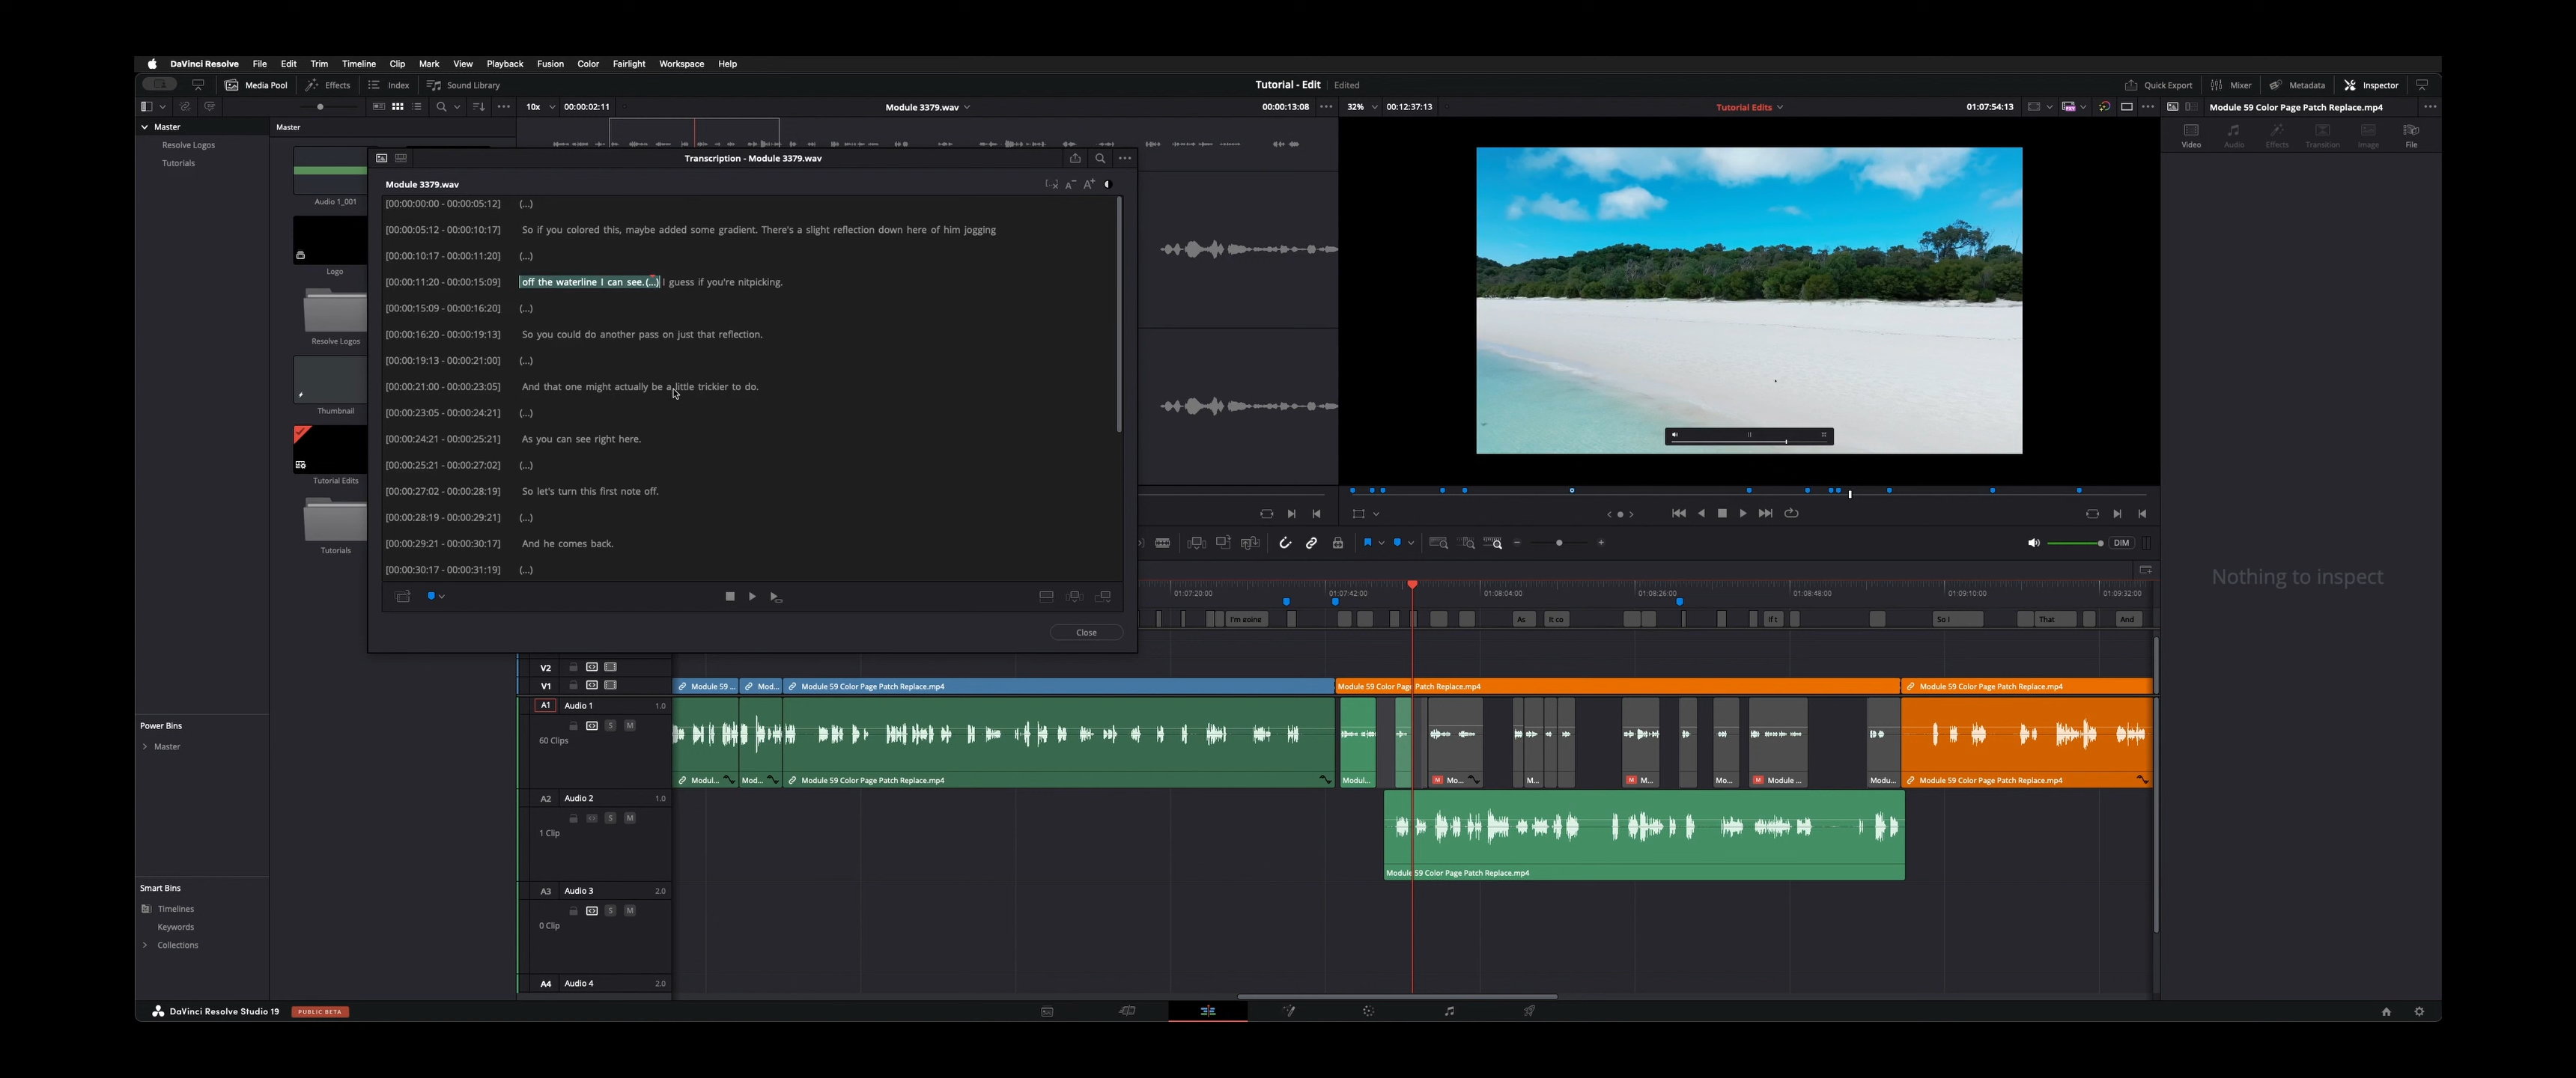 DaVinci Resolve File Edit Trim Timeline Clip Mark View Playback Fusion Color Fairlight Workspace Help
Media Pool Effects Index Sound Library Tutorial - Edit Edited Quick Export Mixer Metadata Inspector
10x 00:00:02:11 Module 3379.wav 00:00:13:08 32% 00:12:37:13 Tutorial Edits 01:07:54:13 Module 59 Color Page Patch Replace.mp4
Master
Resolve Logos
Tutorials
Master
Audio 1_001
Logo
Resolve Logos
Thumbnail
Tutorial Edits
Tutorials
Transcription - Module 3379.wav
Module 3379.wav
A- A+
[00:00:00:00 - 00:00:05:12] (...)
[00:00:05:12 - 00:00:10:17] So if you colored this, maybe added some gradient. There's a slight reflection down here of him jogging
[00:00:10:17 - 00:00:11:20] (...)
[00:00:11:20 - 00:00:15:09] off the waterline I can see.(...) I guess if you're nitpicking.
[00:00:15:09 - 00:00:16:20] (...)
[00:00:16:20 - 00:00:19:13] So you could do another pass on just that reflection.
[00:00:19:13 - 00:00:21:00] (...)
[00:00:21:00 - 00:00:23:05] And that one might actually be a little trickier to do.
[00:00:23:05 - 00:00:24:21] (...)
[00:00:24:21 - 00:00:25:21] As you can see right here.
[00:00:25:21 - 00:00:27:02] (...)
[00:00:27:02 - 00:00:28:19] So let's turn this first note off.
[00:00:28:19 - 00:00:29:21] (...)
[00:00:29:21 - 00:00:30:17] And he comes back.
[00:00:30:17 - 00:00:31:19] (...)
Close
Video Audio Effects Transition Image File
Nothing to inspect
DIM
01:07:20:00 01:07:42:00 01:08:04:00 01:08:26:00 01:08:48:00 01:09:10:00 01:09:32:00
I'm going As It co If t So I That And
V2
V1 Module 59 ... Mod... Module 59 Color Page Patch Replace.mp4 Module 59 Color Page Patch Replace.mp4 Module 59 Color Page Patch Replace.mp4
A1 Audio 1 1.0
S M
60 Clips
Modul... Mod... Module 59 Color Page Patch Replace.mp4 Modul... M Mo... M... M M... Mo... M Module ... Modu... Module 59 Color Page Patch Replace.mp4
A2 Audio 2 1.0
S M
1 Clip
Module 59 Color Page Patch Replace.mp4
A3 Audio 3 2.0
S M
0 Clip
A4 Audio 4 2.0
Power Bins
Master
Smart Bins
Timelines
Keywords
Collections
DaVinci Resolve Studio 19 PUBLIC BETA